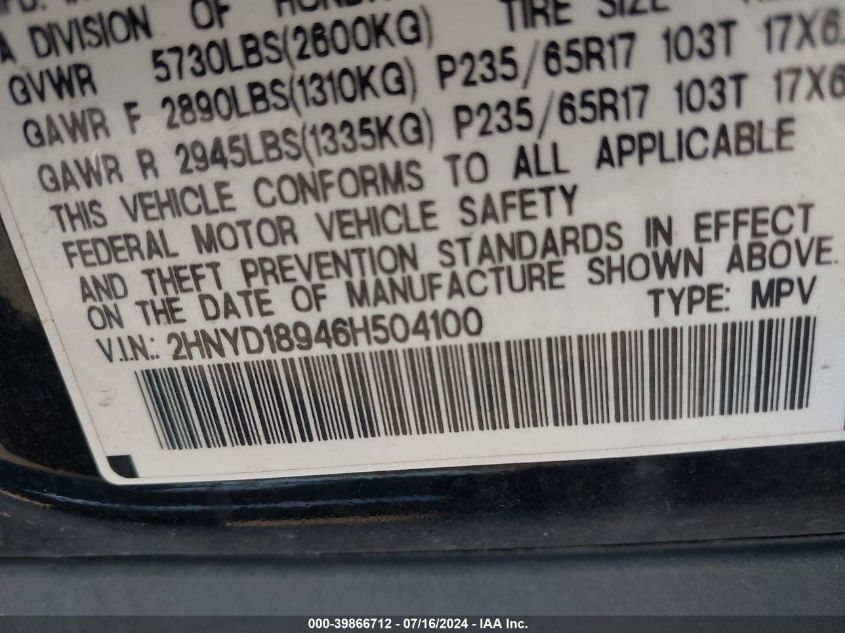 A DIVISION OF HONDA TIRE SIZE
GVWR 5730LBS(2600KG)
GAWR F 2890LBS(1310KG) P235/65R17 103T 17X6.
GAWR R 2945LBS(1335KG) P235/65R17 103T 17X6
THIS VEHICLE CONFORMS TO ALL APPLICABLE
FEDERAL MOTOR VEHICLE SAFETY
AND THEFT PREVENTION STANDARDS IN EFFECT
ON THE DATE OF MANUFACTURE SHOWN ABOVE.
V.I.N.: 2HNYD18946H504100 TYPE: MPV
000-39866712 - 07/16/2024 - IAA Inc.